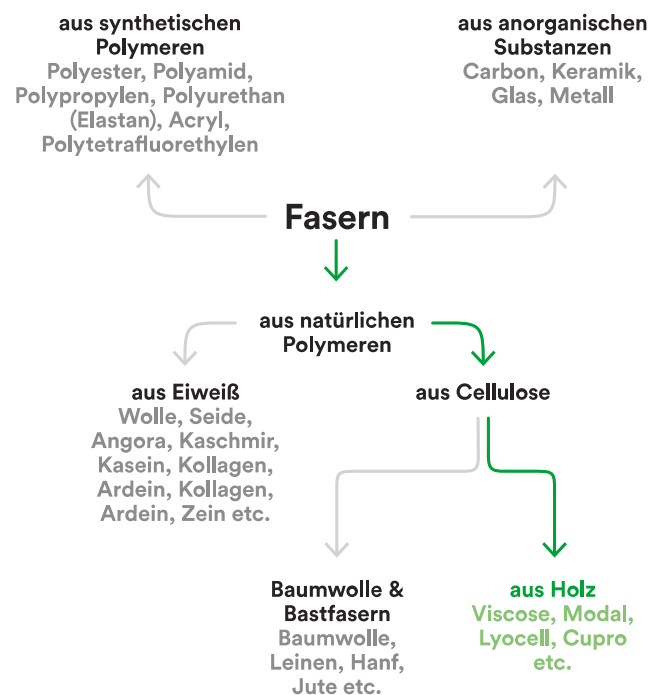 aus synthetischen
Polymeren
Polyester, Polyamid,
Polypropylen, Polyurethan
(Elastan), Acryl,
Polytetrafluorethylen
aus anorganischen
Substanzen
Carbon, Keramik,
Glas, Metall
Fasern
aus natürlichen
Polymeren
aus Eiweiß
Wolle, Seide,
Angora, Kaschmir,
Kasein, Kollagen,
Ardein, Kollagen,
Ardein, Zein etc.
aus Cellulose
Baumwolle &
Bastfasern
Baumwolle,
Leinen, Hanf,
Jute etc.
aus Holz
Viscose, Modal,
Lyocell, Cupro
etc.